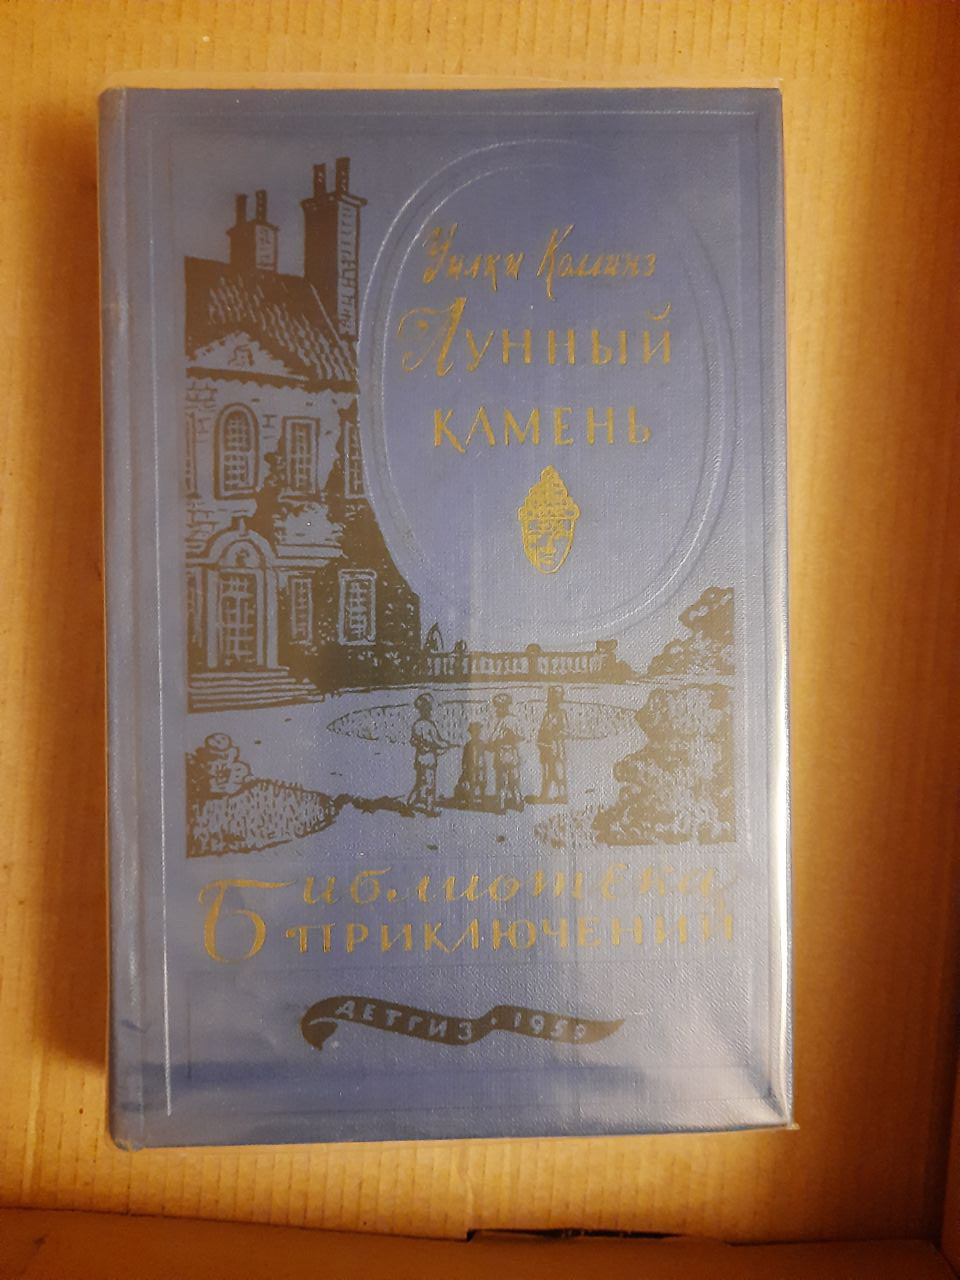 Уилки Коллинз
Лунный
камень
Библиотека
приключений
ДЕТГИЗ • 1959